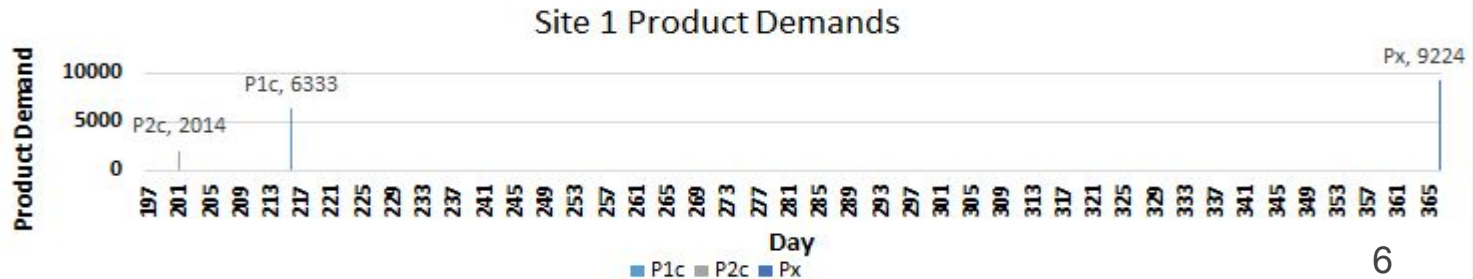 Site 1 Product Demands
Product Demand
10000
5000
0
P2c, 2014
P1c, 6333
Px, 9224
197 201 205 209 213 217 221 225 229 233 237 241 245 249 253 257 261 265 269 273 277 281 285 289 293 297 301 305 309 313 317 321 325 329 333 337 341 345 349 353 357 361 365
Day
P1c P2c Px
6